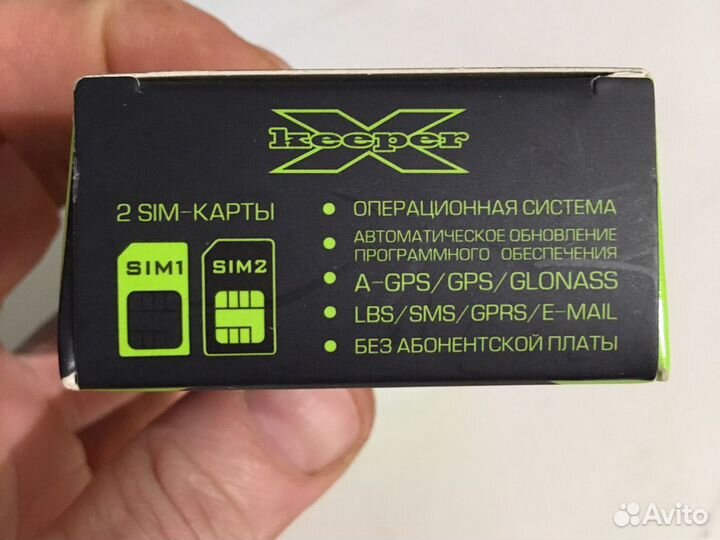 X keeper
2 SIM-КАРТЫ
SIM1
SIM2
• ОПЕРАЦИОННАЯ СИСТЕМА
• АВТОМАТИЧЕСКОЕ ОБНОВЛЕНИЕ
ПРОГРАММНОГО ОБЕСПЕЧЕНИЯ
• A-GPS/GPS/GLONASS
• LBS/SMS/GPRS/E-MAIL
• БЕЗ АБОНЕНТСКОЙ ПЛАТЫ
Avito